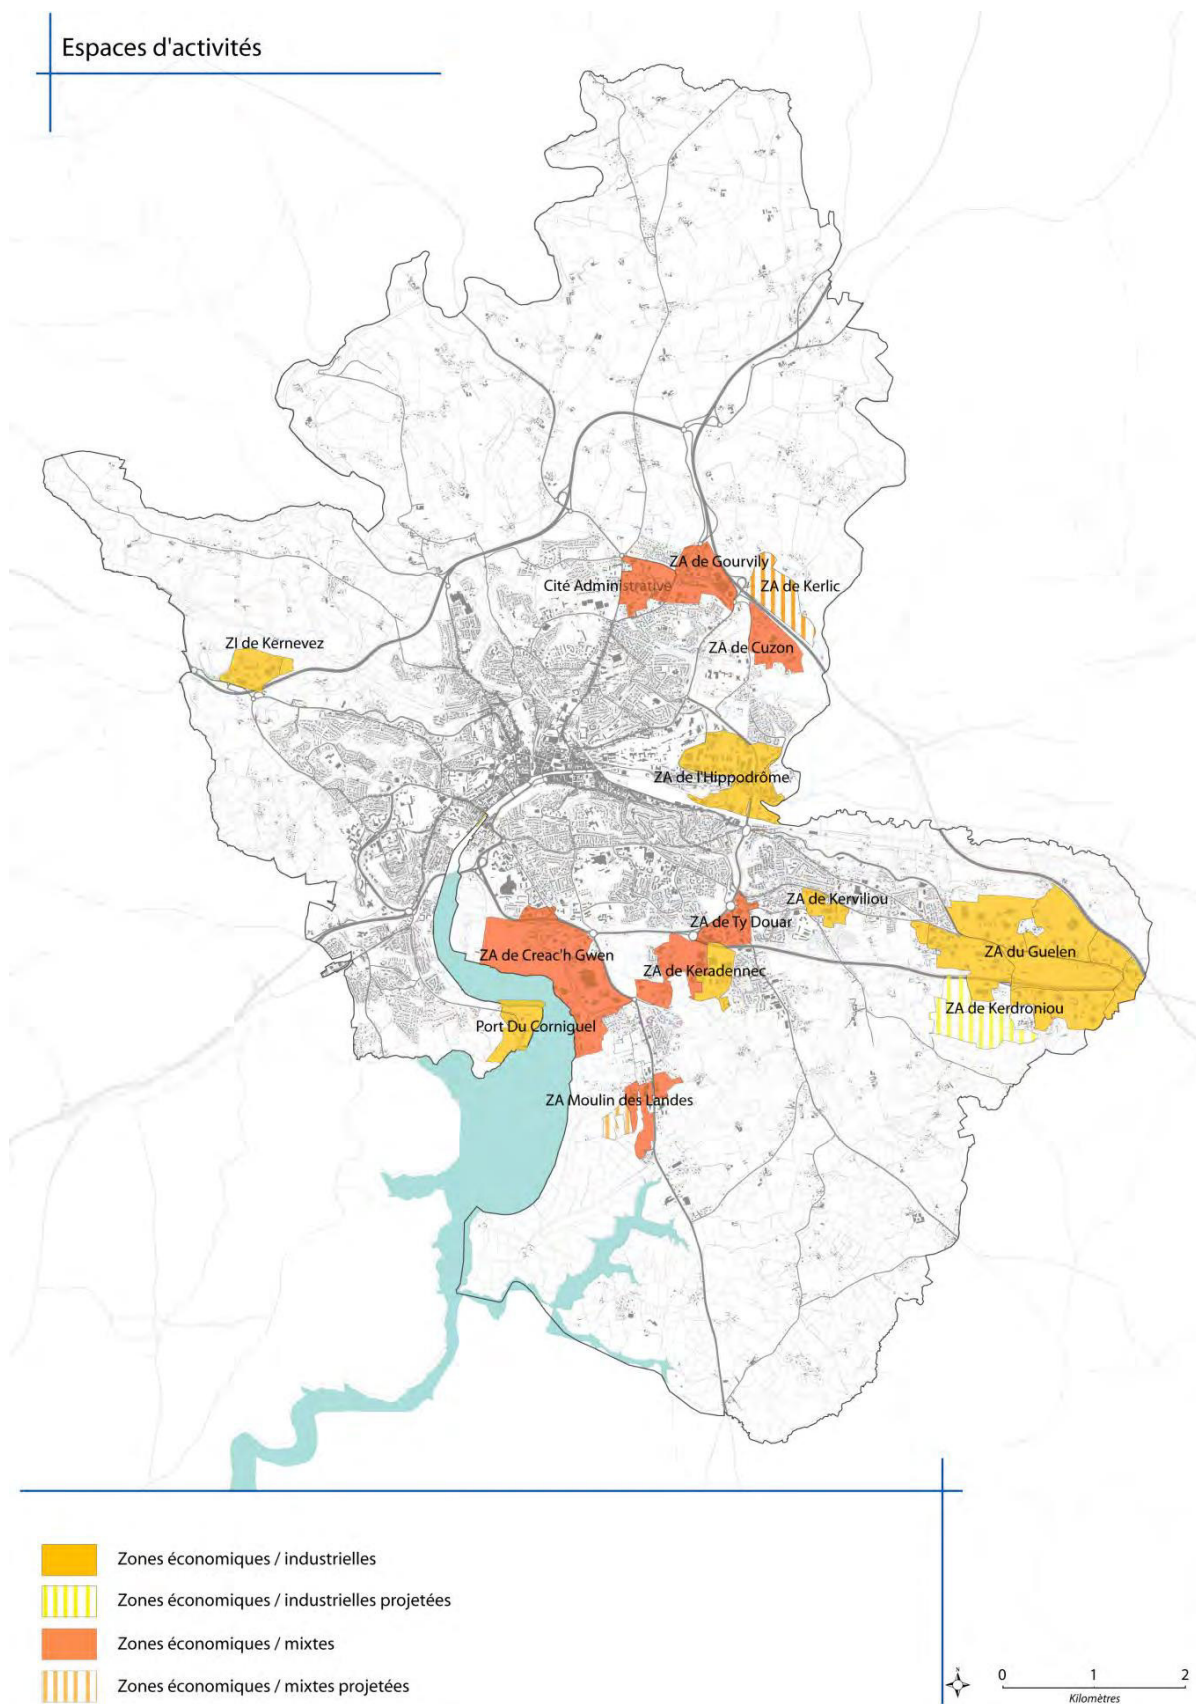 Espaces d'activités
ZA de Gourvily
Cité Administrative
ZA de Kerlic
ZI de Kernevez
ZA de Cuzon
ZA de l'Hippodrôme
ZA de Kerviliou
ZA de Ty Douar
ZA de Creac'h Gwen
ZA du Guelen
ZA de Keradennec
ZA de Kerdroniou
Port Du Corniguel
ZA Moulin des Landes
Zones économiques / industrielles
Zones économiques / industrielles projetées
Zones économiques / mixtes
Zones économiques / mixtes projetées
N
0 1 2
Kilomètres